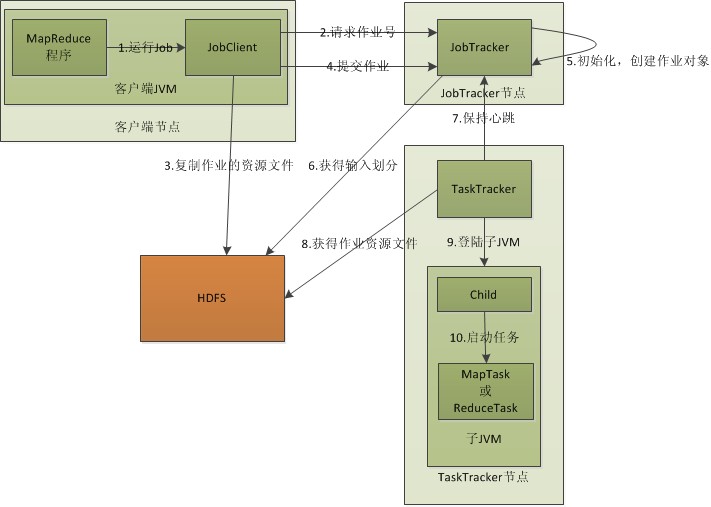 MapReduce
程序
1.运行Job
JobClient
客户端JVM
客户端节点
2.请求作业号
4.提交作业
JobTracker
JobTracker节点
5.初始化，创建作业对象
3.复制作业的资源文件
6.获得输入划分
7.保持心跳
TaskTracker
8.获得作业资源文件
9.登陆子JVM
HDFS
Child
10.启动任务
MapTask
或
ReduceTask
子JVM
TaskTracker节点